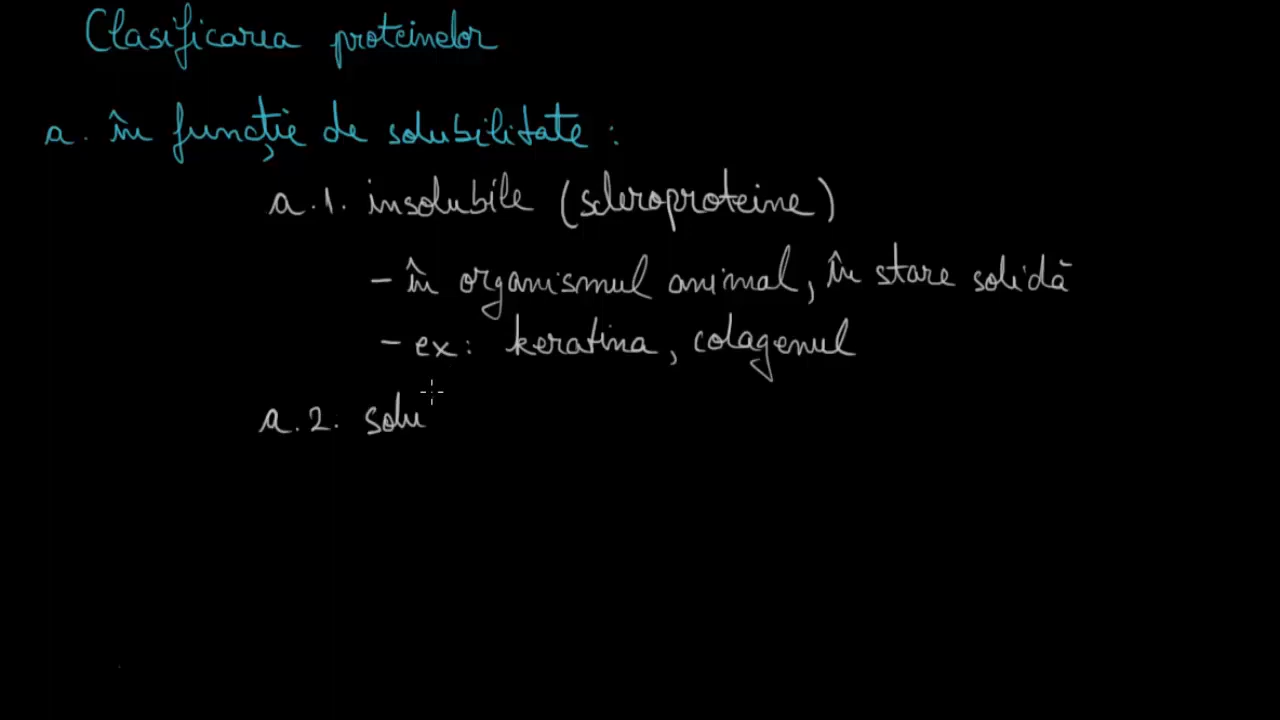 Clasificarea proteinelor
a. în funcție de solubilitate :
a.1. insolubile (scleroproteine)
- în organismul animal, în stare solidă
- ex: keratina, colagenul
a.2. solu